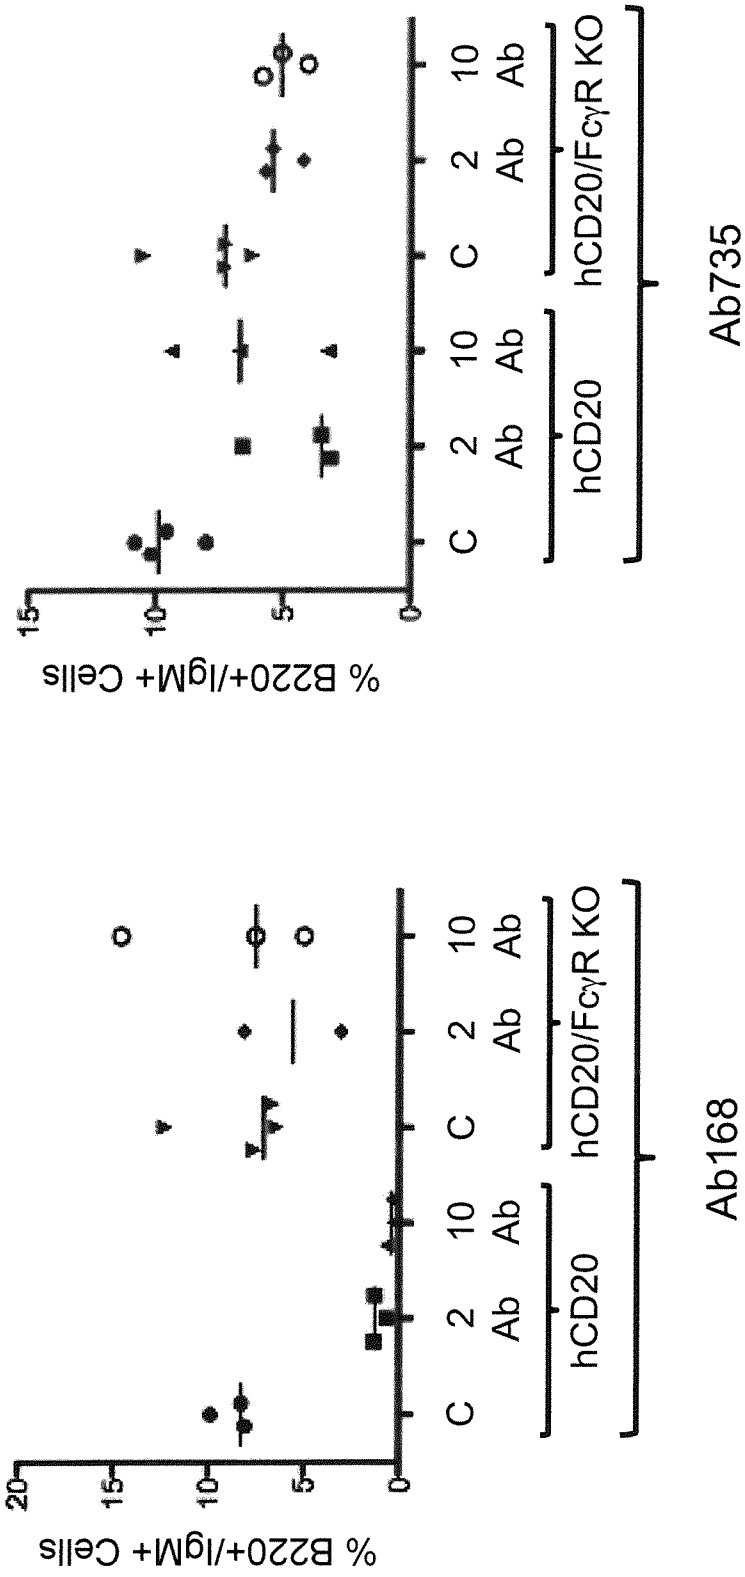 % B220+/IgM+ Cells
20
15
10
5
0
C 2 10 C 2 10
Ab Ab Ab Ab
hCD20 hCD20/FcγR KO
Ab168
% B220+/IgM+ Cells
15
10
5
0
C 2 10 C 2 10
Ab Ab Ab Ab
hCD20 hCD20/FcγR KO
Ab735